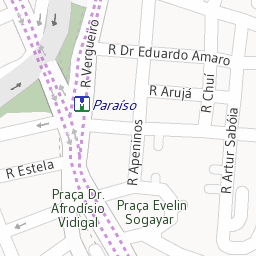 R Vergueiro
R Dr Eduardo Amaro
R Arujá
R Chuí
Paraíso
R Apeninos
R Artur Sabóia
R Estela
Praça Dr.
Afrodísio
Vidigal
Praça Evelin
Sogayar